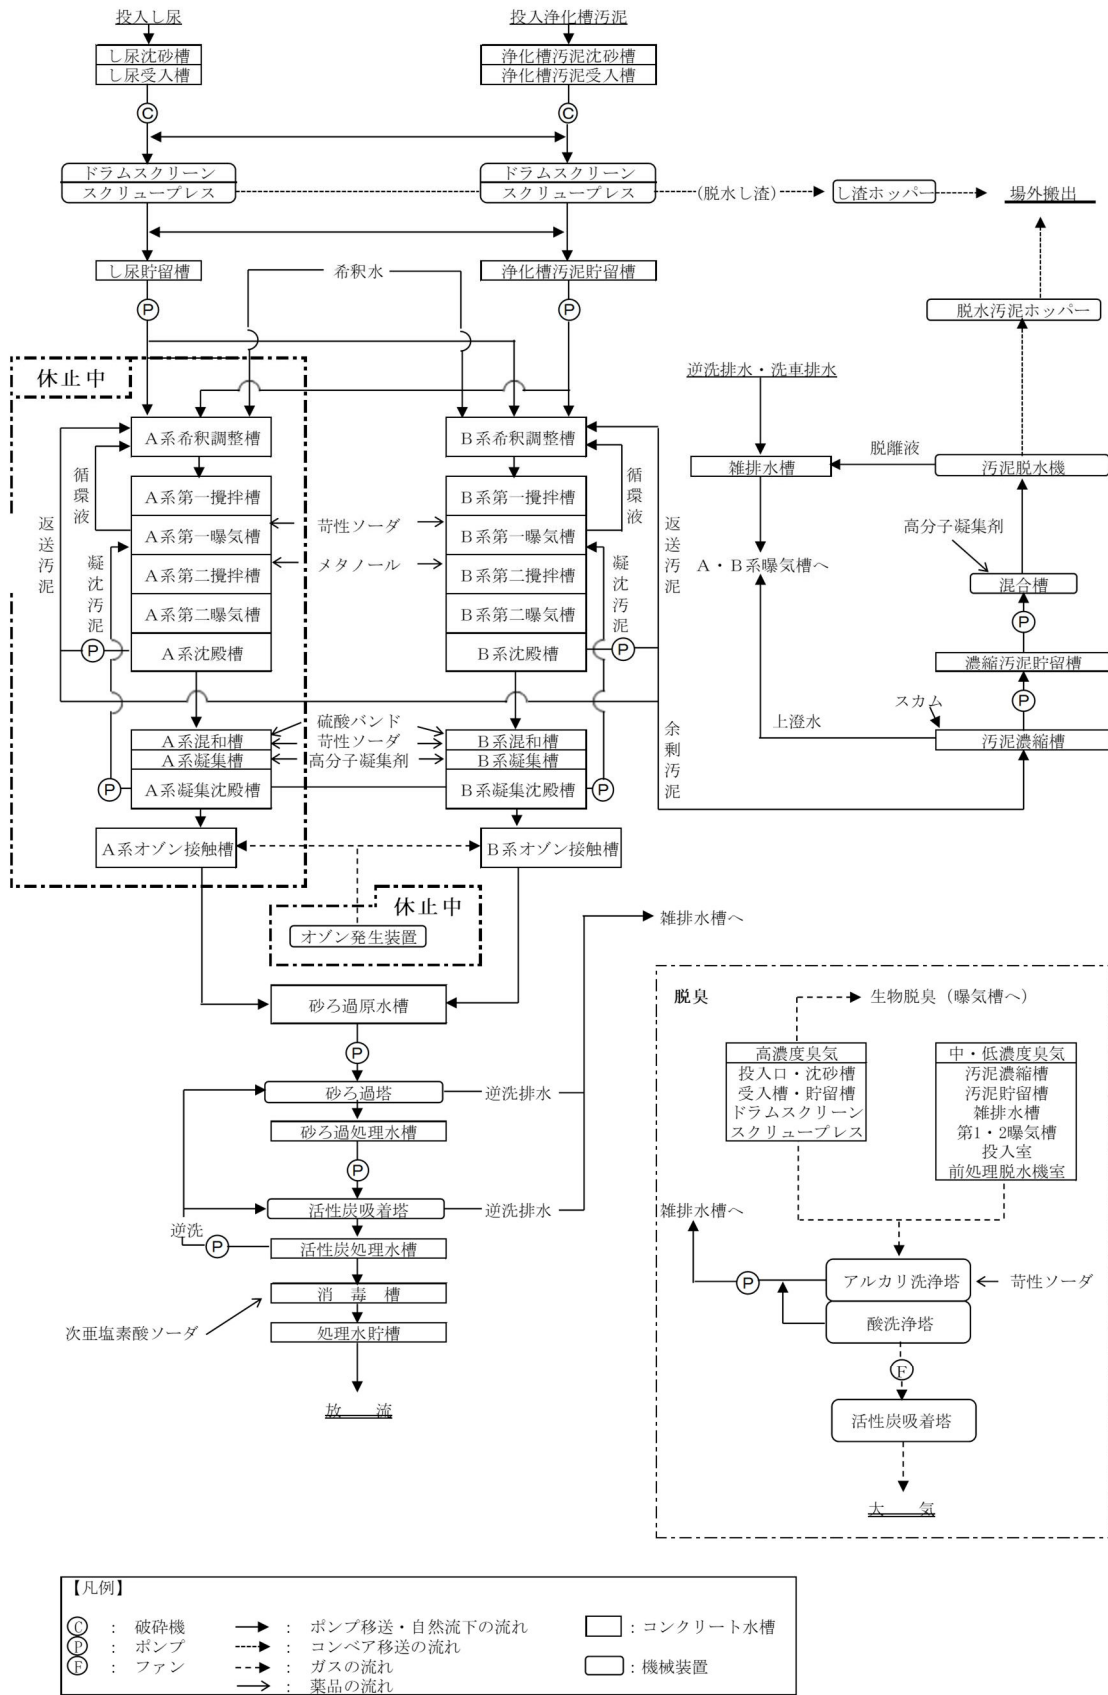 投入し尿
投入浄化槽汚泥
し尿沈砂槽
し尿受入槽
浄化槽汚泥沈砂槽
浄化槽汚泥受入槽
C
C
ドラムスクリーン
スクリュープレス
ドラムスクリーン
スクリュープレス
(脱水し渣)
し渣ホッパー
場外搬出
し尿貯留槽
希釈水
浄化槽汚泥貯留槽
P
P
脱水汚泥ホッパー
休止中
逆洗排水・洗車排水
A系希釈調整槽
B系希釈調整槽
脱離液
雑排水槽
汚泥脱水機
循環液
循環液
A系第一攪拌槽
B系第一攪拌槽
A系第一曝気槽
苛性ソーダ
B系第一曝気槽
高分子凝集剤
返送汚泥
凝沈汚泥
凝沈汚泥
返送汚泥
A系第二攪拌槽
メタノール
B系第二攪拌槽
A・B系曝気槽へ
混合槽
A系第二曝気槽
B系第二曝気槽
P
P
A系沈殿槽
B系沈殿槽
P
濃縮汚泥貯留槽
P
スカム
硫酸バンド
A系混和槽
苛性ソーダ
B系混和槽
余剰汚泥
上澄水
汚泥濃縮槽
A系凝集槽
高分子凝集剤
B系凝集槽
P
A系凝集沈殿槽
B系凝集沈殿槽
P
A系オゾン接触槽
B系オゾン接触槽
休止中
雑排水槽へ
オゾン発生装置
砂ろ過原水槽
P
砂ろ過塔
逆洗排水
砂ろ過処理水槽
P
活性炭吸着塔
逆洗排水
逆洗
P
活性炭処理水槽
消 毒 槽
次亜塩素酸ソーダ
処理水貯槽
放 流
脱臭
生物脱臭（曝気槽へ）
高濃度臭気
投入口・沈砂槽
受入槽・貯留槽
ドラムスクリーン
スクリュープレス
中・低濃度臭気
汚泥濃縮槽
汚泥貯留槽
雑排水槽
第1・2曝気槽
投入室
前処理脱水機室
雑排水槽へ
P
アルカリ洗浄塔
苛性ソーダ
酸洗浄塔
F
活性炭吸着塔
大 気
【凡例】
C : 破砕機
P : ポンプ
F : ファン
: ポンプ移送・自然流下の流れ
: コンベア移送の流れ
: ガスの流れ
: 薬品の流れ
: コンクリート水槽
: 機械装置